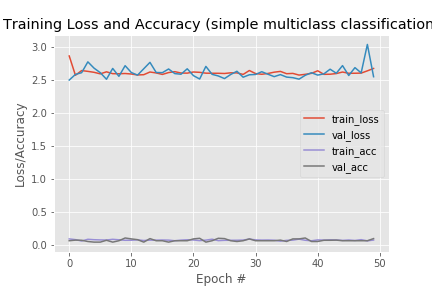 Training Loss and Accuracy (simple multiclass classification
3.0
2.5
2.0
1.5
1.0
0.5
0.0
Loss/Accuracy
train_loss
val_loss
train_acc
val_acc
0 10 20 30 40 50
Epoch #